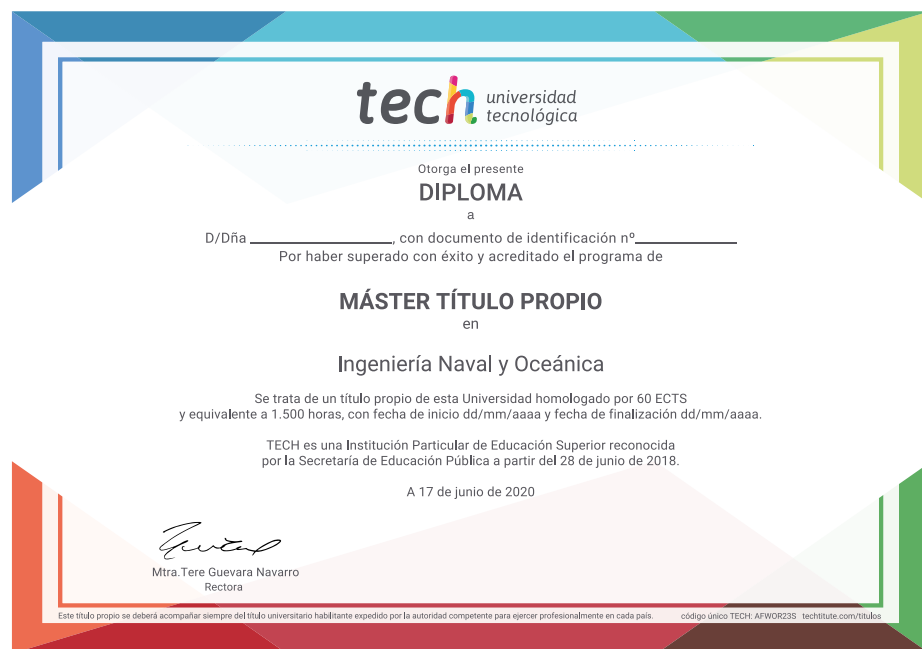 tech universidad
tecnológica
Otorga el presente
DIPLOMA
a
D/Dña ____________, con documento de identificación nº____________
Por haber superado con éxito y acreditado el programa de
MÁSTER TÍTULO PROPIO
en
Ingeniería Naval y Oceánica
Se trata de un título propio de esta Universidad homologado por 60 ECTS
y equivalente a 1.500 horas, con fecha de inicio dd/mm/aaaa y fecha de finalización dd/mm/aaaa.
TECH es una Institución Particular de Educación Superior reconocida
por la Secretaría de Educación Pública a partir del 28 de junio de 2018.
A 17 de junio de 2020
Mtra.Tere Guevara Navarro
Rectora
Este título propio se deberá acompañar siempre del título universitario habilitante expedido por la autoridad competente para ejercer profesionalmente en cada país. código único TECH: AFWOR23S techtitute.com/titulos